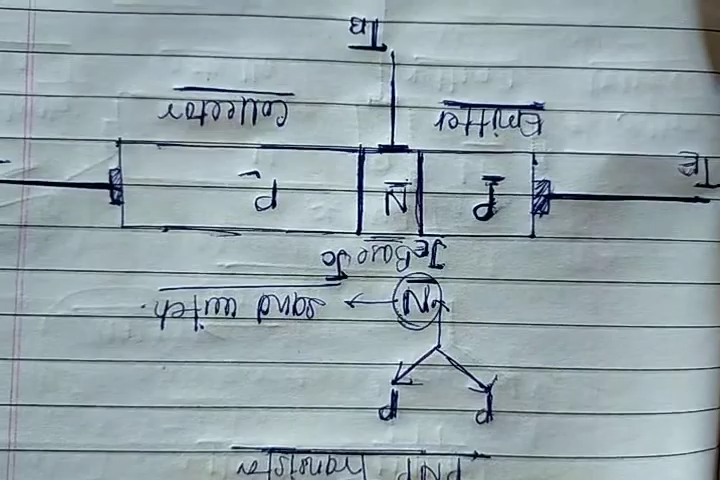 PNP Transistor
P P
N → sand witch.
JE Base JC
P N P
Emitter Collector
IE
IB